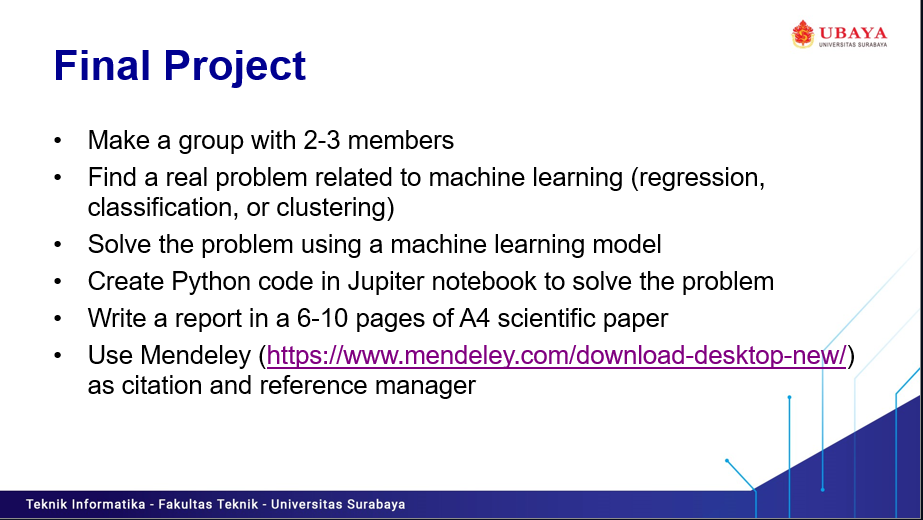 UBAYA
UNIVERSITAS SURABAYA
Final Project
• Make a group with 2-3 members
• Find a real problem related to machine learning (regression,
classification, or clustering)
• Solve the problem using a machine learning model
• Create Python code in Jupiter notebook to solve the problem
• Write a report in a 6-10 pages of A4 scientific paper
• Use Mendeley (https://www.mendeley.com/download-desktop-new/)
as citation and reference manager
Teknik Informatika - Fakultas Teknik - Universitas Surabaya